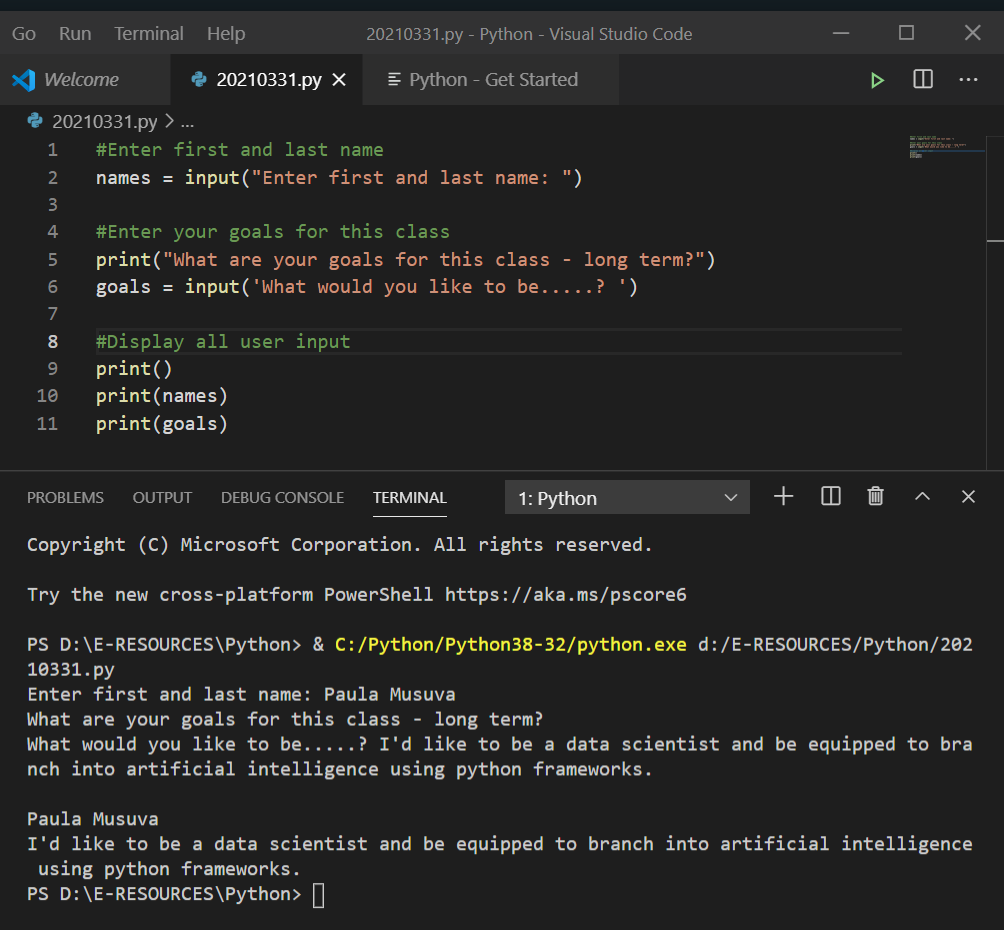 Go Run Terminal Help 20210331.py - Python - Visual Studio Code
Welcome 20210331.py Python - Get Started
20210331.py > ...
1 #Enter first and last name
2 names = input("Enter first and last name: ")
3
4 #Enter your goals for this class
5 print("What are your goals for this class - long term?")
6 goals = input('What would you like to be.....? ')
7
8 #Display all user input
9 print()
10 print(names)
11 print(goals)
PROBLEMS OUTPUT DEBUG CONSOLE TERMINAL 1: Python
Copyright (C) Microsoft Corporation. All rights reserved.
Try the new cross-platform PowerShell https://aka.ms/pscore6
PS D:\E-RESOURCES\Python> & C:/Python/Python38-32/python.exe d:/E-RESOURCES/Python/202
10331.py
Enter first and last name: Paula Musuva
What are your goals for this class - long term?
What would you like to be.....? I'd like to be a data scientist and be equipped to bra
nch into artificial intelligence using python frameworks.
Paula Musuva
I'd like to be a data scientist and be equipped to branch into artificial intelligence
using python frameworks.
PS D:\E-RESOURCES\Python>